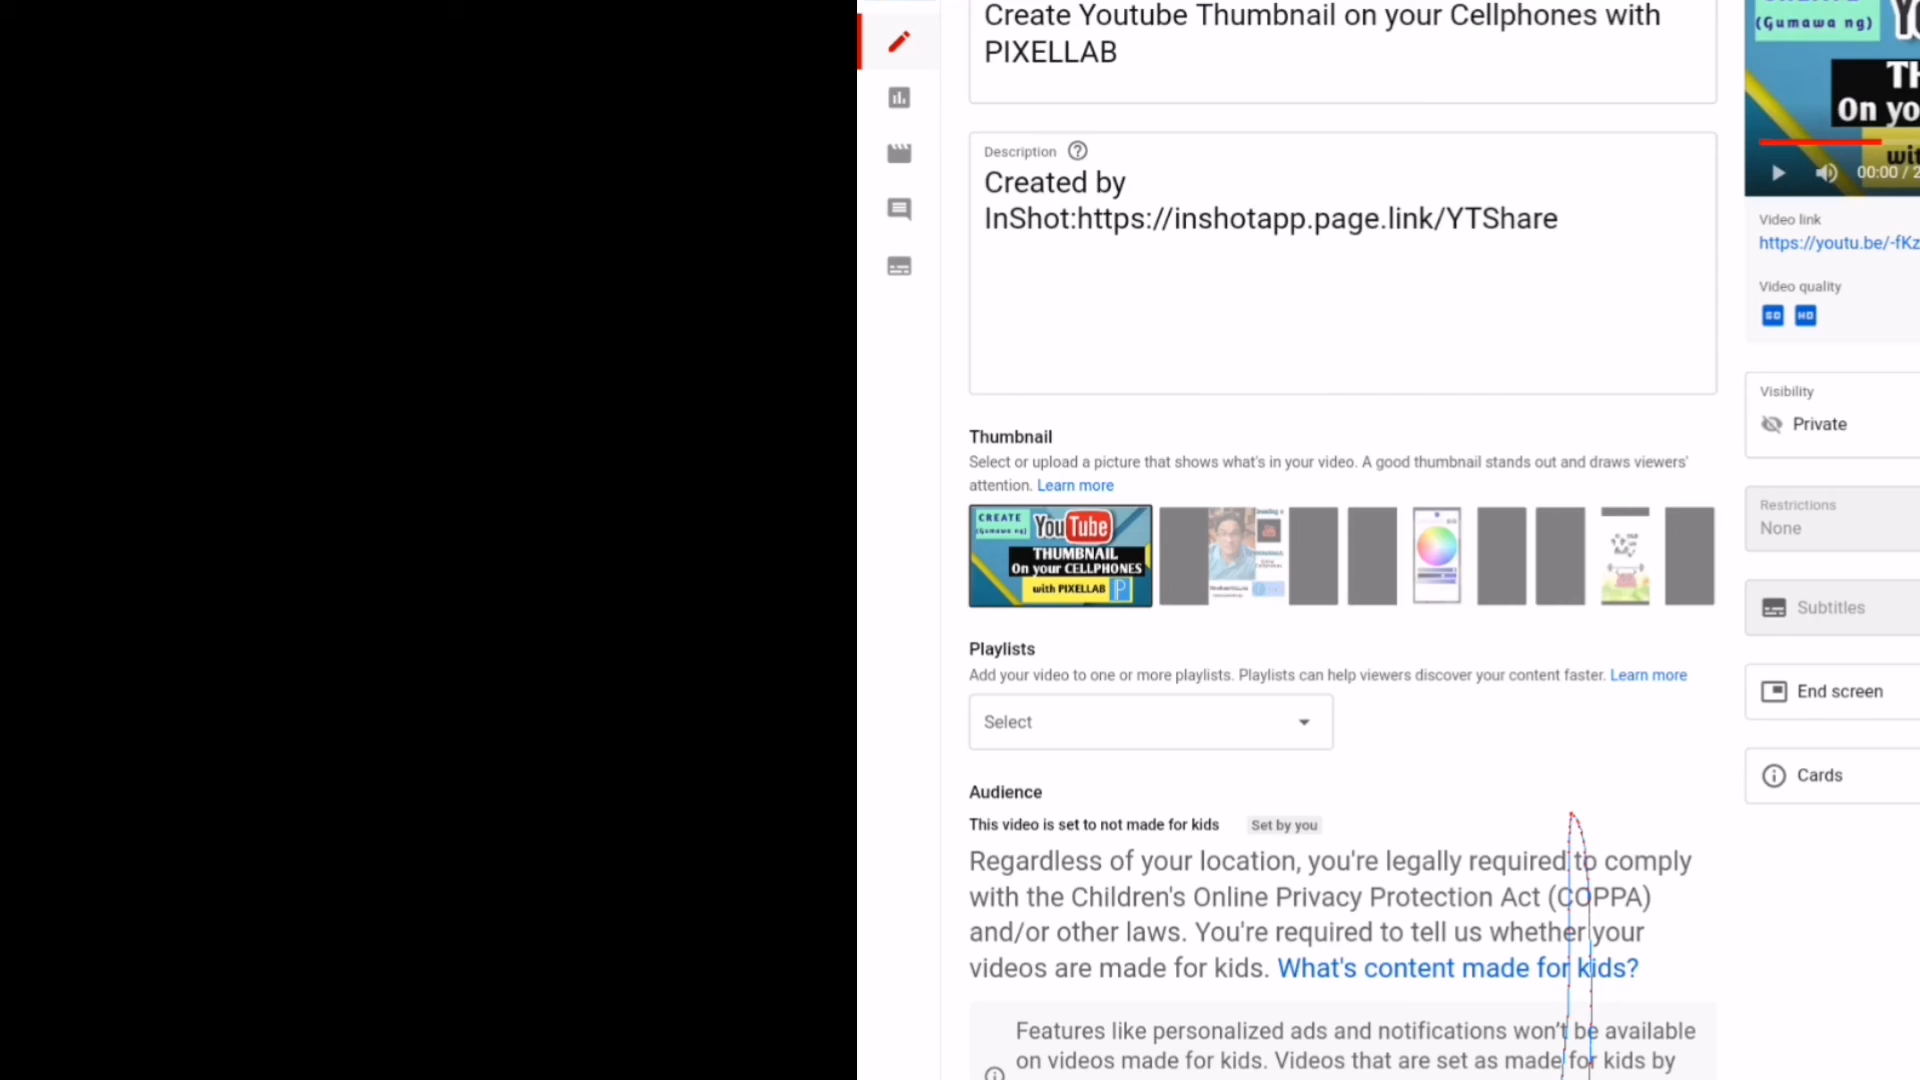 Create Youtube Thumbnail on your Cellphones with
PIXELLAB
Description
Created by
InShot:https://inshotapp.page.link/YTShare
Thumbnail
Select or upload a picture that shows what's in your video. A good thumbnail stands out and draws viewers'
attention. Learn more
CREATE
(Gumawa ng)
YouTube
THUMBNAIL
On your CELLPHONES
with PIXELLAB
Playlists
Add your video to one or more playlists. Playlists can help viewers discover your content faster. Learn more
Select
Audience
This video is set to not made for kids Set by you
Regardless of your location, you're legally required to comply
with the Children's Online Privacy Protection Act (COPPA)
and/or other laws. You're required to tell us whether your
videos are made for kids. What's content made for kids?
Features like personalized ads and notifications won't be available
on videos made for kids. Videos that are set as made for kids by
(Gumawa ng)
On yo
wit
00:00 / 2
Video link
https://youtu.be/-fKz
Video quality
SD HD
Visibility
Private
Restrictions
None
Subtitles
End screen
Cards